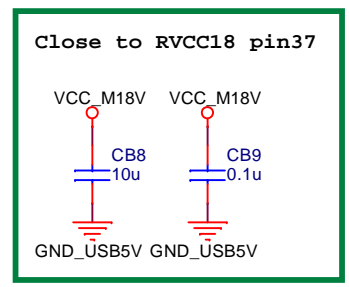 Close to RVCC18 pin37
VCC_M18V VCC_M18V
CB8 CB9
10u 0.1u
GND_USB5V GND_USB5V